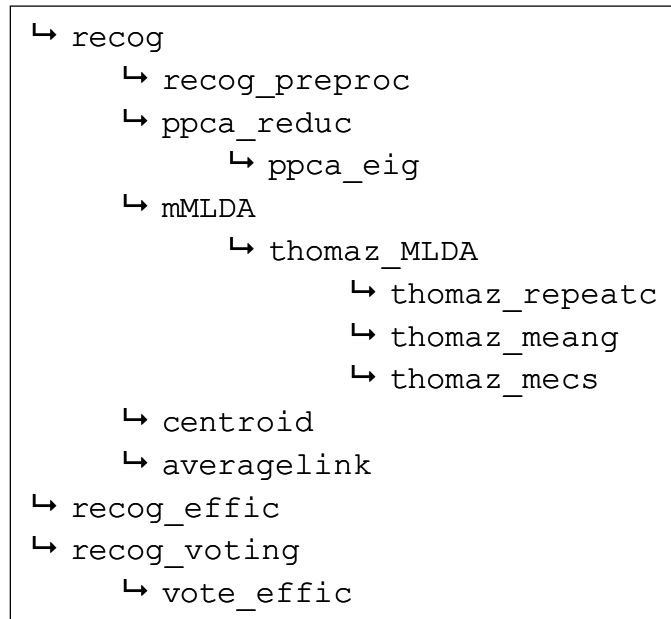 ↳ recog
↳ recog_preproc
↳ ppca_reduc
↳ ppca_eig
↳ mMLDA
↳ thomaz_MLDA
↳ thomaz_repeatc
↳ thomaz_meang
↳ thomaz_mecs
↳ centroid
↳ averagelink
↳ recog_effic
↳ recog_voting
↳ vote_effic